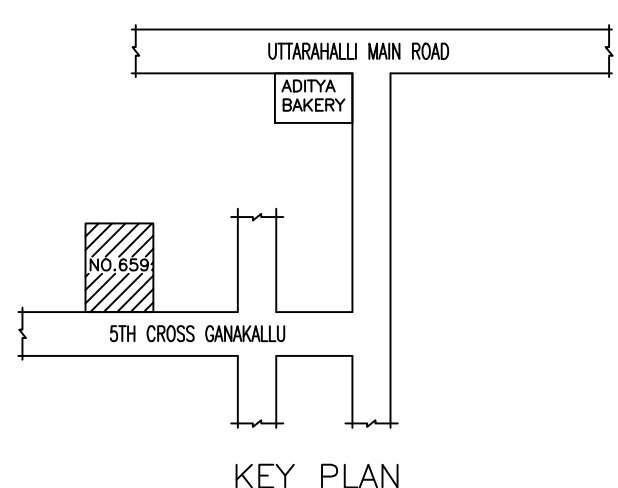 UTTARAHALLI MAIN ROAD
ADITYA
BAKERY
NO.659
5TH CROSS GANAKALLU
KEY PLAN